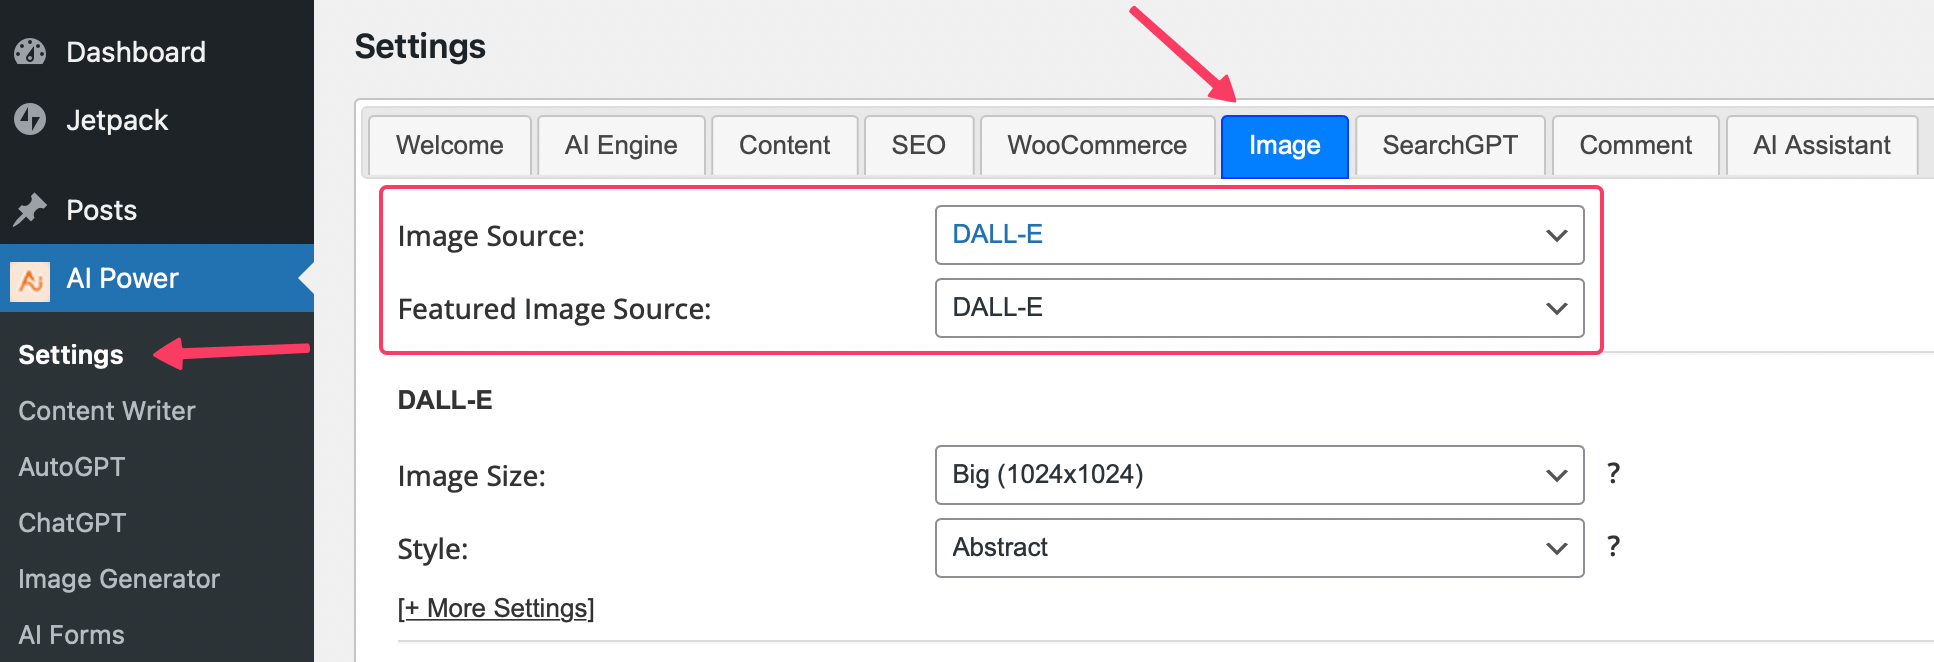 Dashboard
Jetpack
Posts
AI Power
Settings
Content Writer
AutoGPT
ChatGPT
Image Generator
AI Forms
Settings
Welcome AI Engine Content SEO WooCommerce Image SearchGPT Comment AI Assistant
Image Source: DALL-E
Featured Image Source: DALL-E
DALL-E
Image Size: Big (1024x1024) ?
Style: Abstract ?
[+ More Settings]